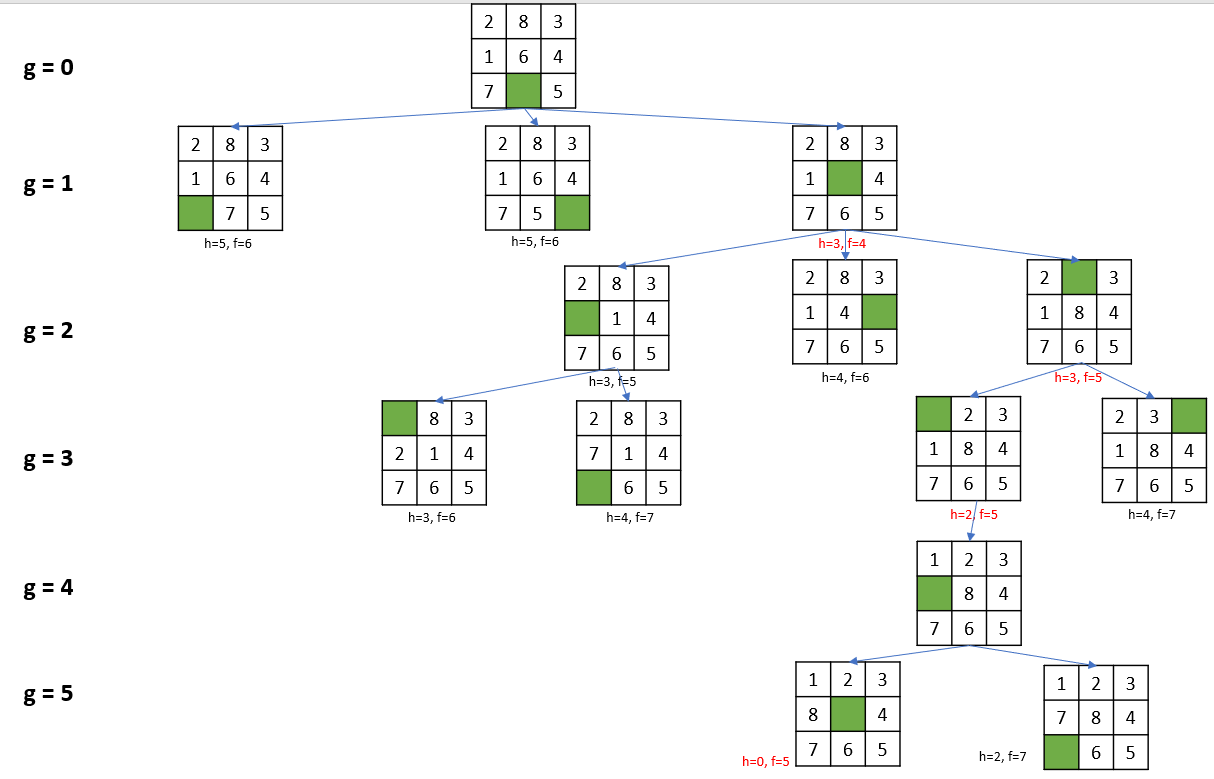 g = 0
2 8 3
1 6 4
7 5
g = 1
2 8 3
1 6 4
7 5
h=5, f=6
2 8 3
1 6 4
7 5
h=5, f=6
2 8 3
1 4
7 6 5
h=3, f=4
g = 2
2 8 3
1 4
7 6 5
h=3, f=5
2 8 3
1 4
7 6 5
h=4, f=6
2 3
1 8 4
7 6 5
h=3, f=5
g = 3
8 3
2 1 4
7 6 5
h=3, f=6
2 8 3
7 1 4
6 5
h=4, f=7
2 3
1 8 4
7 6 5
h=2, f=5
2 3
1 8 4
7 6 5
h=4, f=7
g = 4
1 2 3
8 4
7 6 5
g = 5
1 2 3
8 4
7 6 5
h=0, f=5
1 2 3
7 8 4
6 5
h=2, f=7